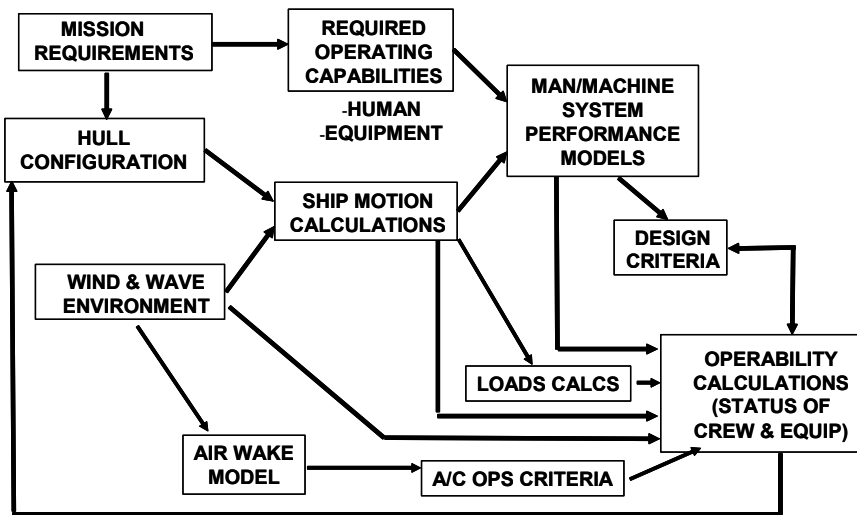 MISSION
REQUIREMENTS
REQUIRED
OPERATING
CAPABILITIES
-HUMAN
-EQUIPMENT
MAN/MACHINE
SYSTEM
PERFORMANCE
MODELS
HULL
CONFIGURATION
SHIP MOTION
CALCULATIONS
DESIGN
CRITERIA
WIND & WAVE
ENVIRONMENT
LOADS CALCS
OPERABILITY
CALCULATIONS
(STATUS OF
CREW & EQUIP)
AIR WAKE
MODEL
A/C OPS CRITERIA